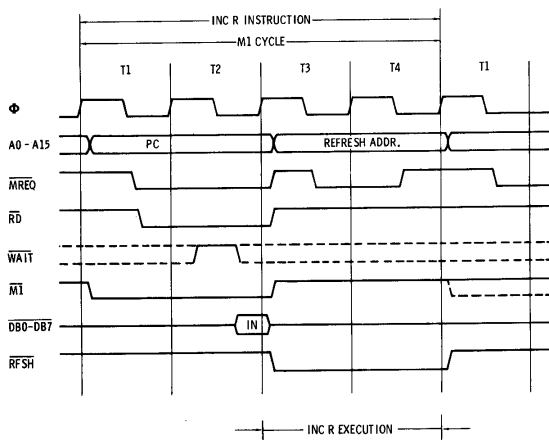 INC R INSTRUCTION
M1 CYCLE
T1 T2 T3 T4 T1
Φ
A0 - A15 PC REFRESH ADDR.
MREQ
RD
WAIT
M1
DB0-DB7 IN
RFSH
INC R EXECUTION